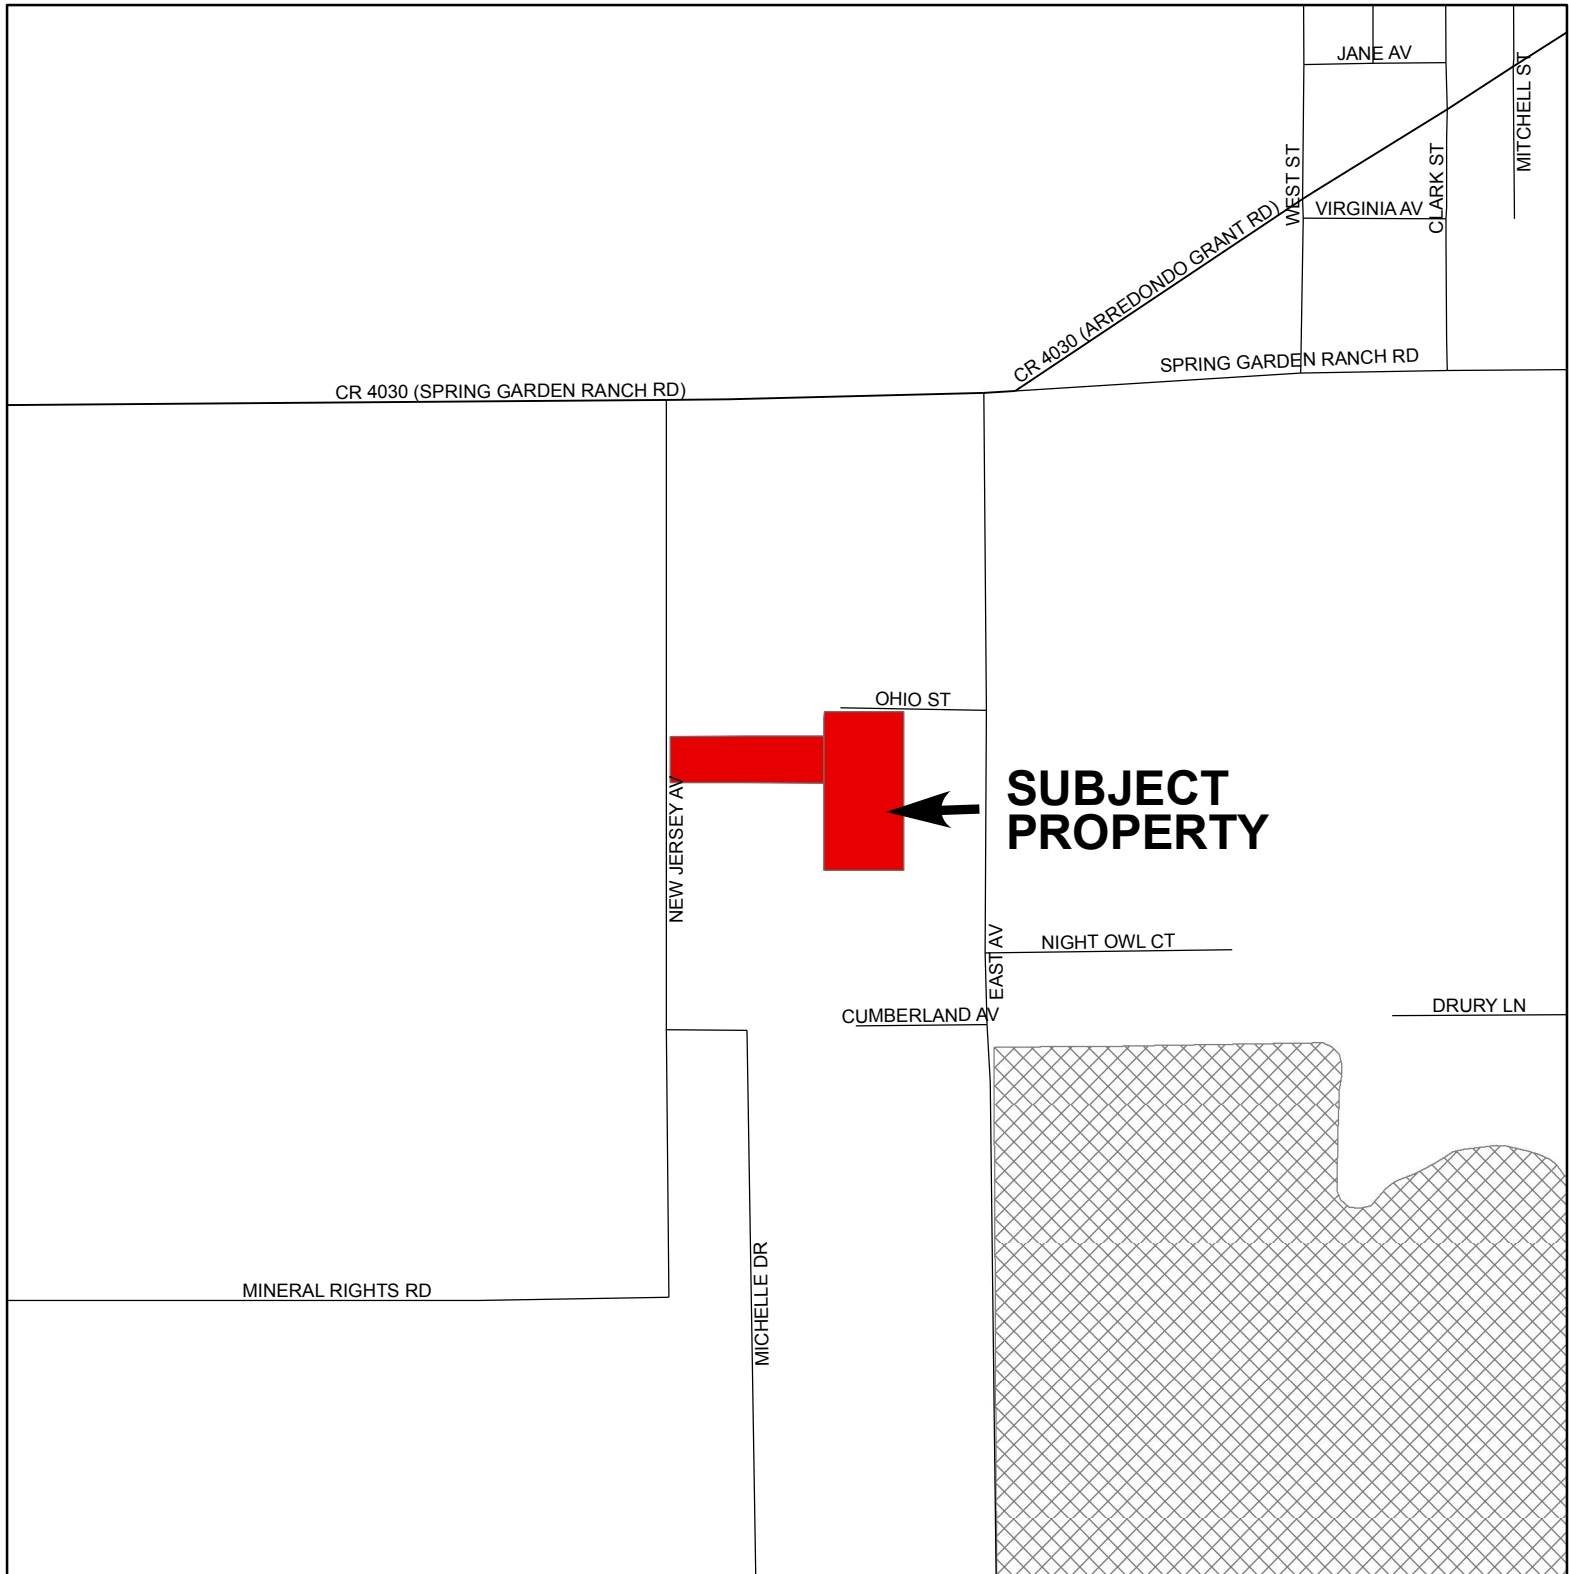 JANE AV
MITCHELL ST
WEST ST
CLARK ST
VIRGINIA AV
CR 4030 (ARREDONDO GRANT RD)
SPRING GARDEN RANCH RD
CR 4030 (SPRING GARDEN RANCH RD)
OHIO ST
SUBJECT
PROPERTY
NEW JERSEY AV
EAST AV
NIGHT OWL CT
CUMBERLAND AV
DRURY LN
MINERAL RIGHTS RD
MICHELLE DR